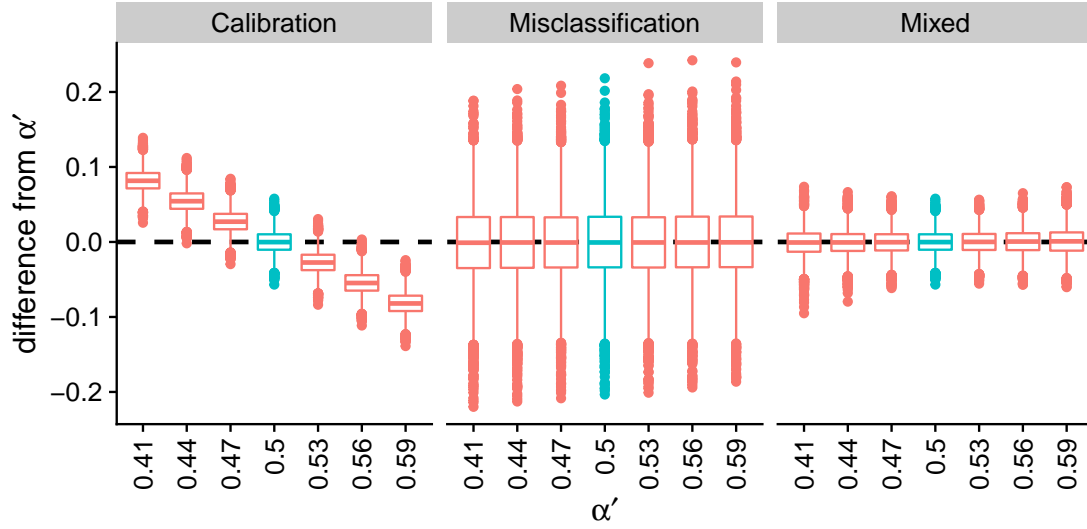 Calibration Misclassification Mixed
difference from α′
0.2
0.1
0.0
−0.1
−0.2
0.41 0.44 0.47 0.5 0.53 0.56 0.59 0.41 0.44 0.47 0.5 0.53 0.56 0.59 0.41 0.44 0.47 0.5 0.53 0.56 0.59
α′